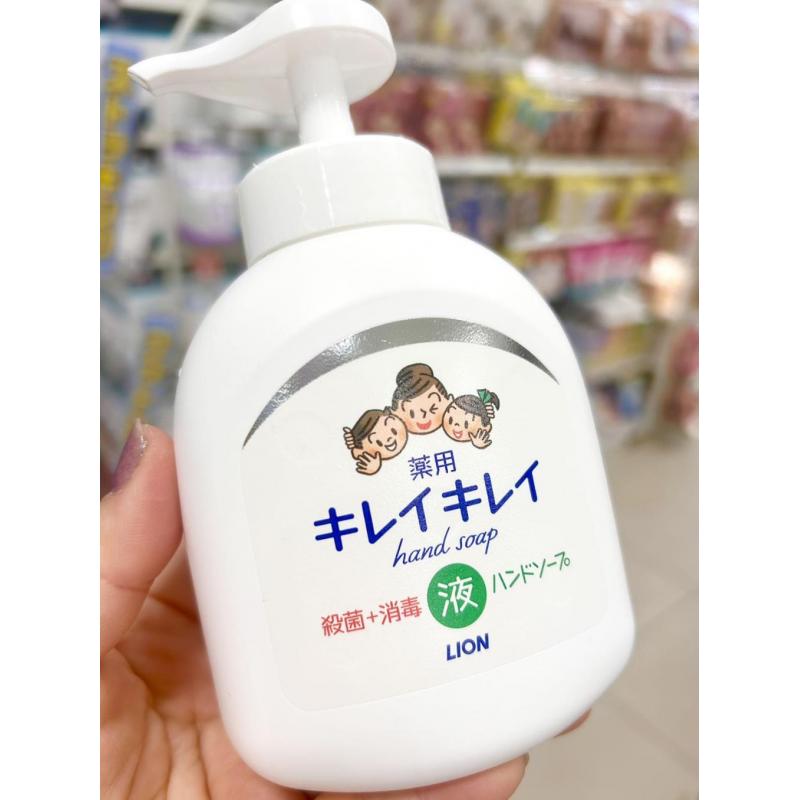 薬用
キレイキレイ
hand soap
殺菌+消毒 液 ハンドソープ
LION